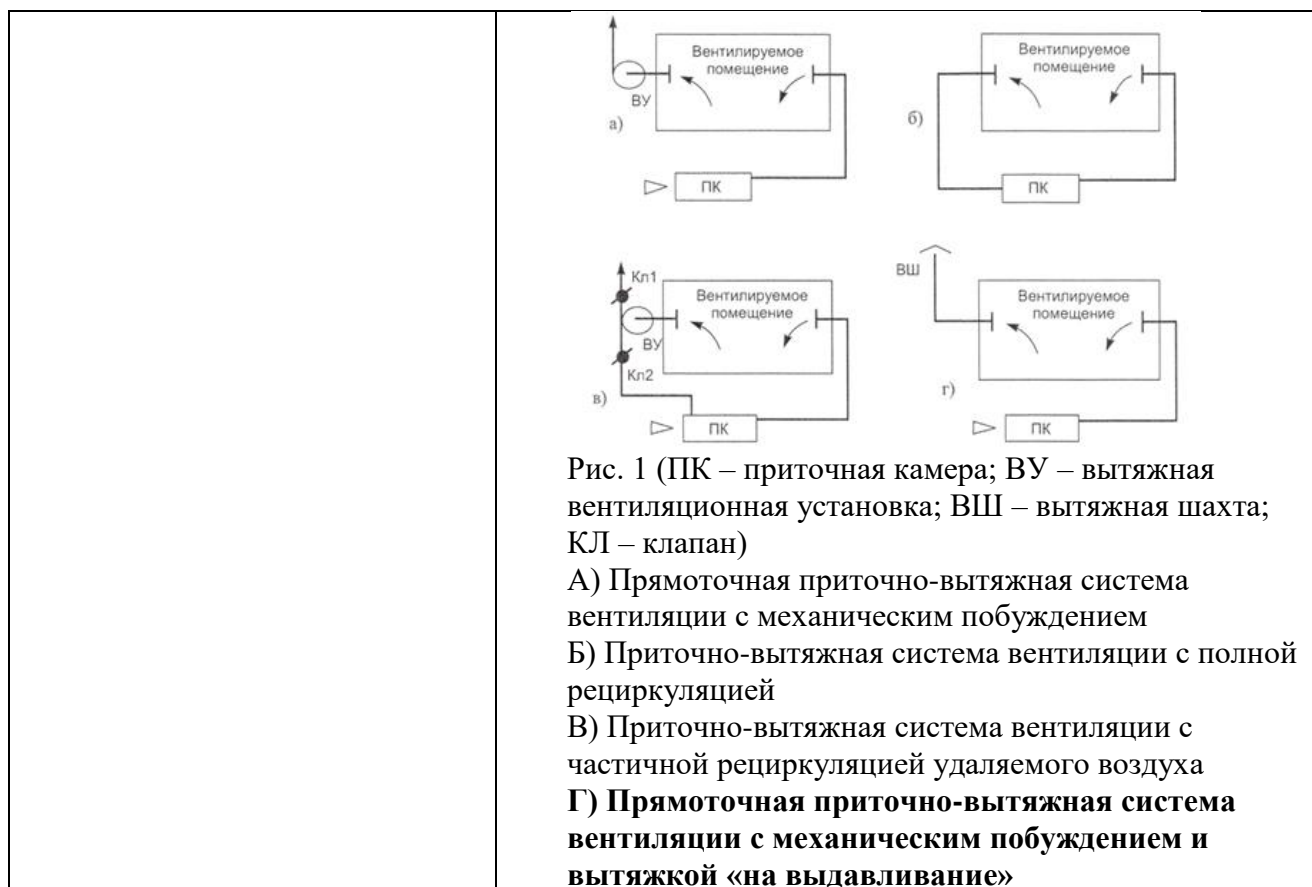 Вентилируемое
помещение
ВУ
а)
ПК
Вентилируемое
помещение
б)
ПК
Кл1
Вентилируемое
помещение
ВУ
Кл2
в)
ПК
ВШ
Вентилируемое
помещение
г)
ПК
Рис. 1 (ПК – приточная камера; ВУ – вытяжная
вентиляционная установка; ВШ – вытяжная шахта;
КЛ – клапан)
А) Прямоточная приточно-вытяжная система
вентиляции с механическим побуждением
Б) Приточно-вытяжная система вентиляции с полной
рециркуляцией
В) Приточно-вытяжная система вентиляции с
частичной рециркуляцией удаляемого воздуха
Г) Прямоточная приточно-вытяжная система
вентиляции с механическим побуждением и
вытяжкой «на выдавливание»